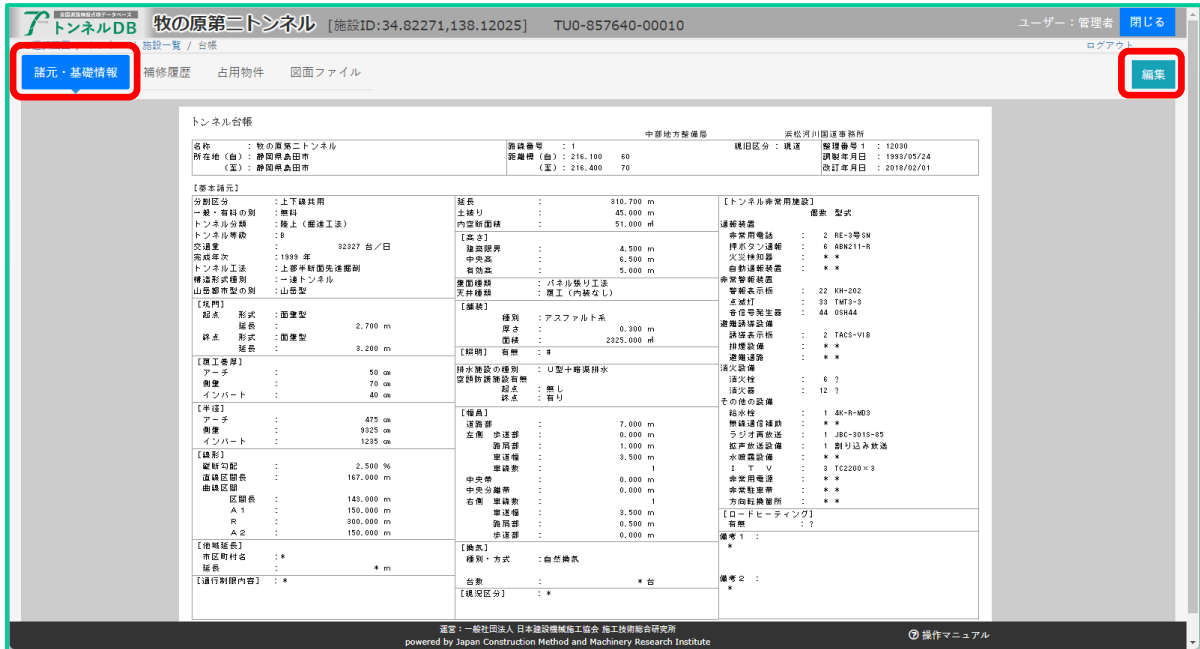 全国道路施設点検データベース
トンネルDB 牧の原第二トンネル [施設ID:34.82271,138.12025] TU0-857640-00010 ユーザー：管理者 閉じる
施設一覧 / 台帳 ログアウト
諸元・基礎情報 補修履歴 占用物件 図面ファイル 編集
トンネル台帳
中部地方整備局 浜松河川国道事務所
名称 : 牧の原第二トンネル 路線番号 : 1 現旧区分 : 現道 整理番号1 : 12030
所在地（自）: 静岡県島田市 距離標（自）: 216.100 60 調製年月日 : 1993/05/24
（至）: 静岡県島田市 （至）: 216.400 70 改訂年月日 : 2018/02/01
[基本諸元]
分割区分 : 上下線共用
一般・有料の別 : 無料
トンネル分類 : 陸上（掘進工法）
トンネル等級 : B
交通量 : 32327 台／日
完成年次 : 1999 年
トンネル工法 : 上部半断面先進掘削
構造形式種別 : 一連トンネル
山岳都市型の別 : 山岳型
[坑門]
起点 形式 : 面壁型
延長 : 2.700 m
終点 形式 : 面壁型
延長 : 3.200 m
[覆工巻厚]
アーチ : 50 cm
側壁 : 70 cm
インバート : 40 cm
[半径]
アーチ : 475 cm
側壁 : 9325 cm
インバート : 1235 cm
[線形]
縦断勾配 : 2.500 %
直線区間長 : 167.000 m
曲線区間
区間長 : 143.000 m
A1 : 150.000 m
R : 300.000 m
A2 : 150.000 m
[他域延長]
市区町村名 : *
延長 : * m
[通行制限内容] : *
延長 : 310.700 m
土被り : 45.000 m
内空断面積 : 51.000 ㎡
[高さ]
建築限界 : 4.500 m
中央高 : 6.500 m
有効高 : 5.000 m
壁面種類 : パネル張り工法
天井種類 : 覆工（内装なし）
[舗装]
種別 : アスファルト系
厚さ : 0.300 m
面積 : 2325.000 ㎡
[照明] 有無 : #
排水施設の種別 : U型＋暗渠排水
空頭防護施設有無
起点 : 無し
終点 : 有り
[幅員]
道路部 : 7.000 m
左側 歩道部 : 0.000 m
路肩部 : 1.000 m
車道幅 : 3.500 m
車線数 : 1
中央帯 : 0.000 m
中央分離帯 : 0.000 m
右側 車線数 : 1
車道幅 : 3.500 m
路肩部 : 0.500 m
歩道部 : 0.000 m
[換気]
種別・方式 : 自然換気
台数 : * 台
[現況区分] : *
[トンネル非常用施設]
個数 型式
通報装置
非常用電話 : 2 RE-3号SN
押ボタン通報 : 6 ABN211-R
火災検知器 : * *
自動通報装置 : * *
非常警報装置
警報表示板 : 22 KH-202
点滅灯 : 33 TMT3-3
音信号発生器 : 44 OSH44
避難誘導設備
誘導表示板 : 2 TACS-VIB
排煙設備 : * *
避難通路 : * *
消火設備
消火栓 : 6 ?
消火器 : 12 ?
その他の設備
給水栓 : 1 4K-R-MD3
無線通信補助 : * *
ラジオ再放送 : 1 JBC-301S-85
拡声放送設備 : 1 割り込み放送
水噴霧設備 : * *
I T V : 3 TC2200×3
非常用電源 : * *
非常駐車帯 : * *
方向転換箇所 : * *
[ロードヒーティング]
有無 : ?
備考1 :
*
備考2 :
*
運営：一般社団法人 日本建設機械施工協会 施工技術総合研究所
powered by Japan Construction Method and Machinery Research Institute
?操作マニュアル